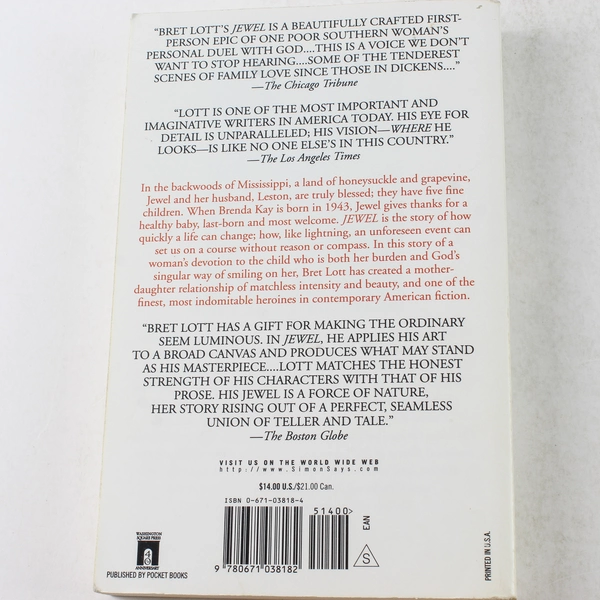 "BRET LOTT'S JEWEL IS A BEAUTIFULLY CRAFTED FIRST-
PERSON EPIC OF ONE POOR SOUTHERN WOMAN'S
PERSONAL DUEL WITH GOD....THIS IS A VOICE WE DON'T
WANT TO STOP HEARING....SOME OF THE TENDEREST
SCENES OF FAMILY LOVE SINCE THOSE IN DICKENS...."
—The Chicago Tribune
"LOTT IS ONE OF THE MOST IMPORTANT AND
IMAGINATIVE WRITERS IN AMERICA TODAY. HIS EYE FOR
DETAIL IS UNPARALLELED; HIS VISION—WHERE HE
LOOKS—IS LIKE NO ONE ELSE'S IN THIS COUNTRY."
—The Los Angeles Times
In the backwoods of Mississippi, a land of honeysuckle and grapevine,
Jewel and her husband, Leston, are truly blessed; they have five fine
children. When Brenda Kay is born in 1943, Jewel gives thanks for a
healthy baby, last-born and most welcome. JEWEL is the story of how
quickly a life can change; how, like lightning, an unforeseen event can
set us on a course without reason or compass. In this story of a
woman's devotion to the child who is both her burden and God's
singular way of smiling on her, Bret Lott has created a mother-
daughter relationship of matchless intensity and beauty, and one of the
finest, most indomitable heroines in contemporary American fiction.
"BRET LOTT HAS A GIFT FOR MAKING THE ORDINARY
SEEM LUMINOUS. IN JEWEL, HE APPLIES HIS ART
TO A BROAD CANVAS AND PRODUCES WHAT MAY STAND
AS HIS MASTERPIECE....LOTT MATCHES THE HONEST
STRENGTH OF HIS CHARACTERS WITH THAT OF HIS
PROSE. HIS JEWEL IS A FORCE OF NATURE,
HER STORY RISING OUT OF A PERFECT, SEAMLESS
UNION OF TELLER AND TALE."
—The Boston Globe
VISIT US ON THE WORLD WIDE WEB
http://www.SimonSays.com
$14.00 U.S./$21.00 Can.
ISBN 0-671-03818-4
51400>
EAN
9 780671 038182
S
WASHINGTON
SQUARE PRESS
ANNIVERSARY
PUBLISHED BY POCKET BOOKS
PRINTED IN U.S.A.